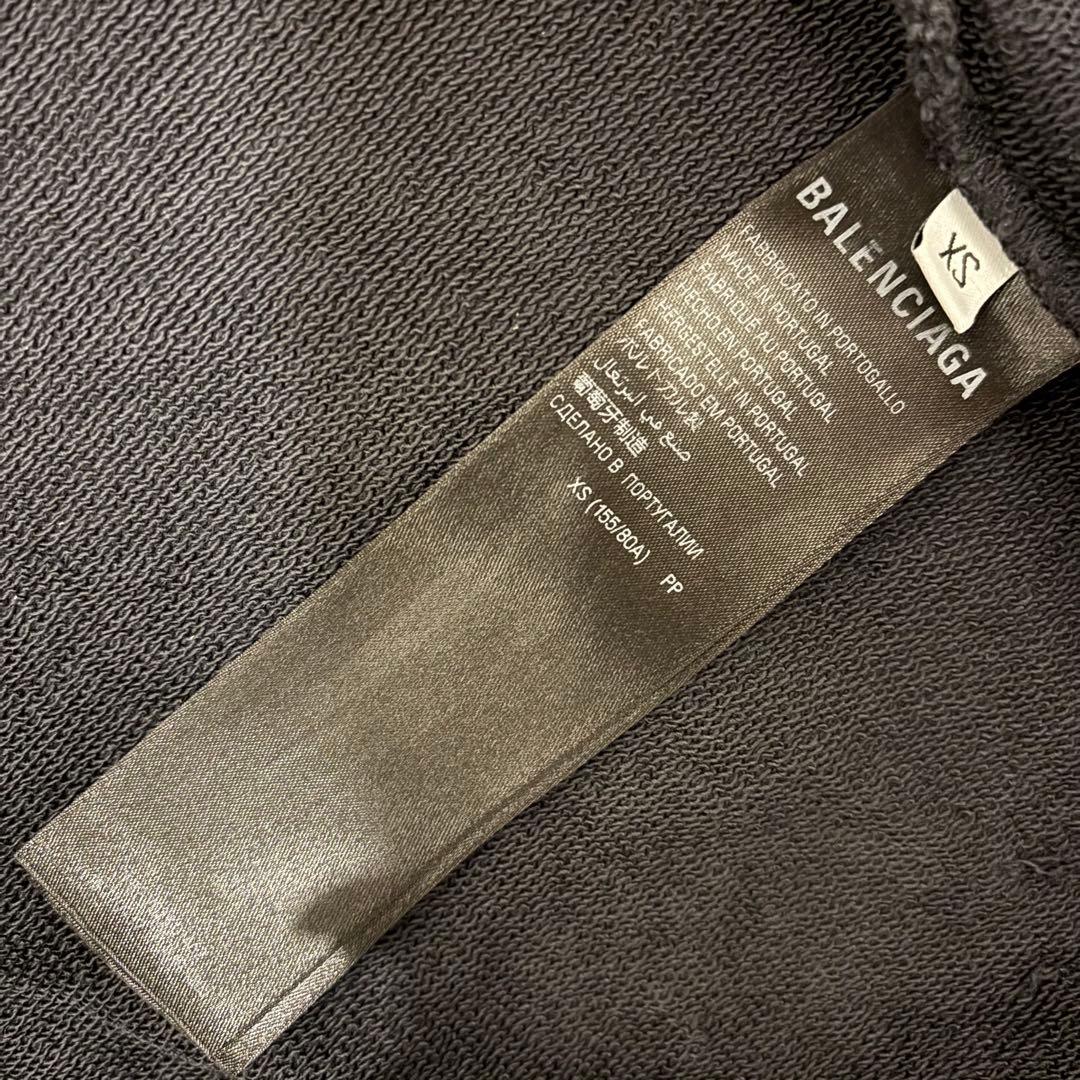 BALENCIAGA
XS
FABRICATO IN PORTOGALLO
MADE IN PORTUGAL
FABRIQUE AU PORTUGAL
HECHO EN PORTUGAL
HERGESTELLT IN PORTUGAL
FABRICADO EM PORTUGAL
ポルトガル製
صنع في البرتغال
葡萄牙制造
СДЕЛАНО В ПОРТУГАЛИИ
XS (155/80A) PP